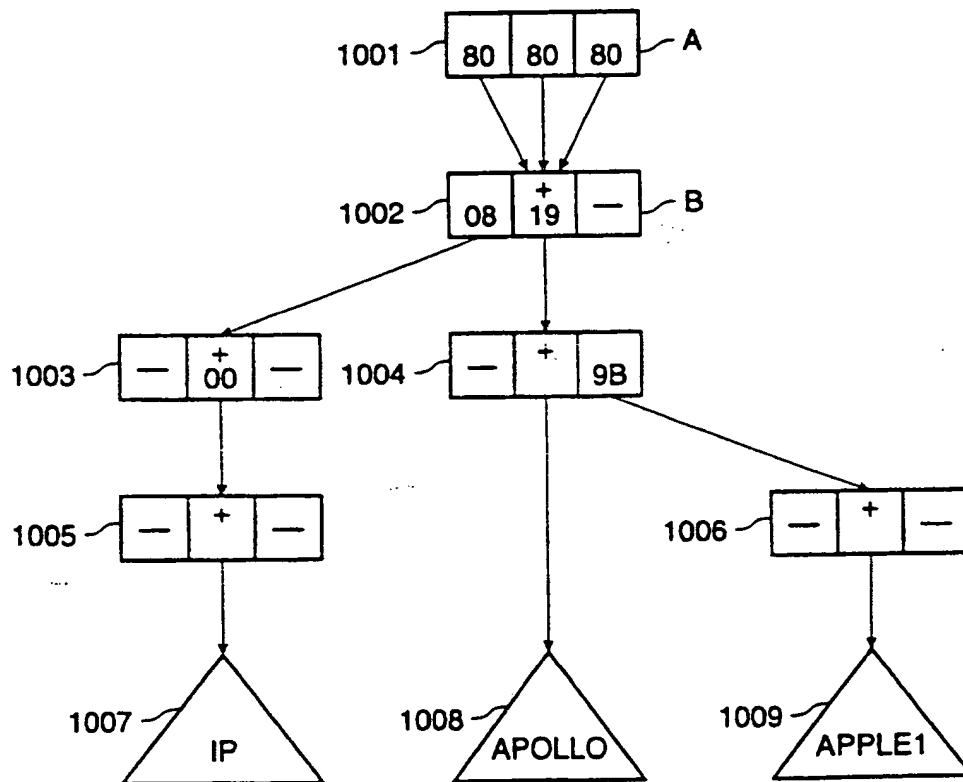 1001 80 80 80 A
+
1002 08 19 — B
+ +
1003 — 00 — 1004 — 9B
+ +
1005 — — 1006 — —
1007 IP 1008 APOLLO 1009 APPLE1